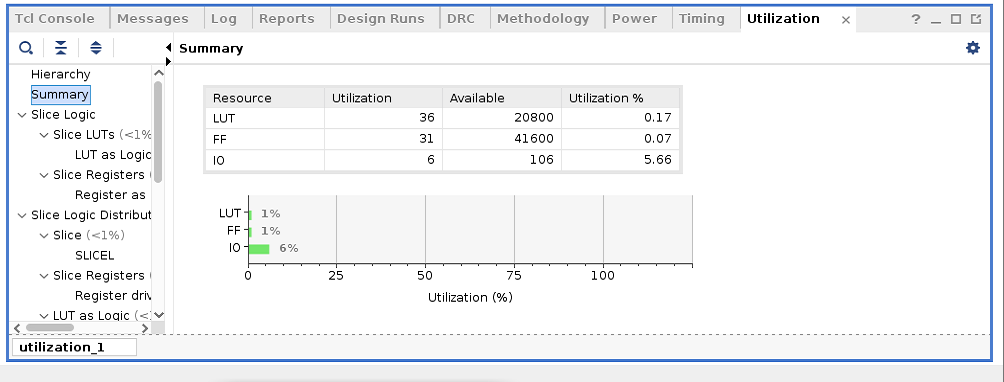 Tcl Console Messages Log Reports Design Runs DRC Methodology Power Timing Utilization × ? _
Summary
Hierarchy
Summary
Slice Logic
Slice LUTs (<1%
LUT as Logic
Slice Registers (
Register as
Slice Logic Distribut
Slice (<1%)
SLICEL
Slice Registers (
Register driv
LUT as Logic (<
Resource Utilization Available Utilization %
LUT 36 20800 0.17
FF 31 41600 0.07
IO 6 106 5.66
LUT 1%
FF 1%
IO 6%
0 25 50 75 100
Utilization (%)
utilization_1